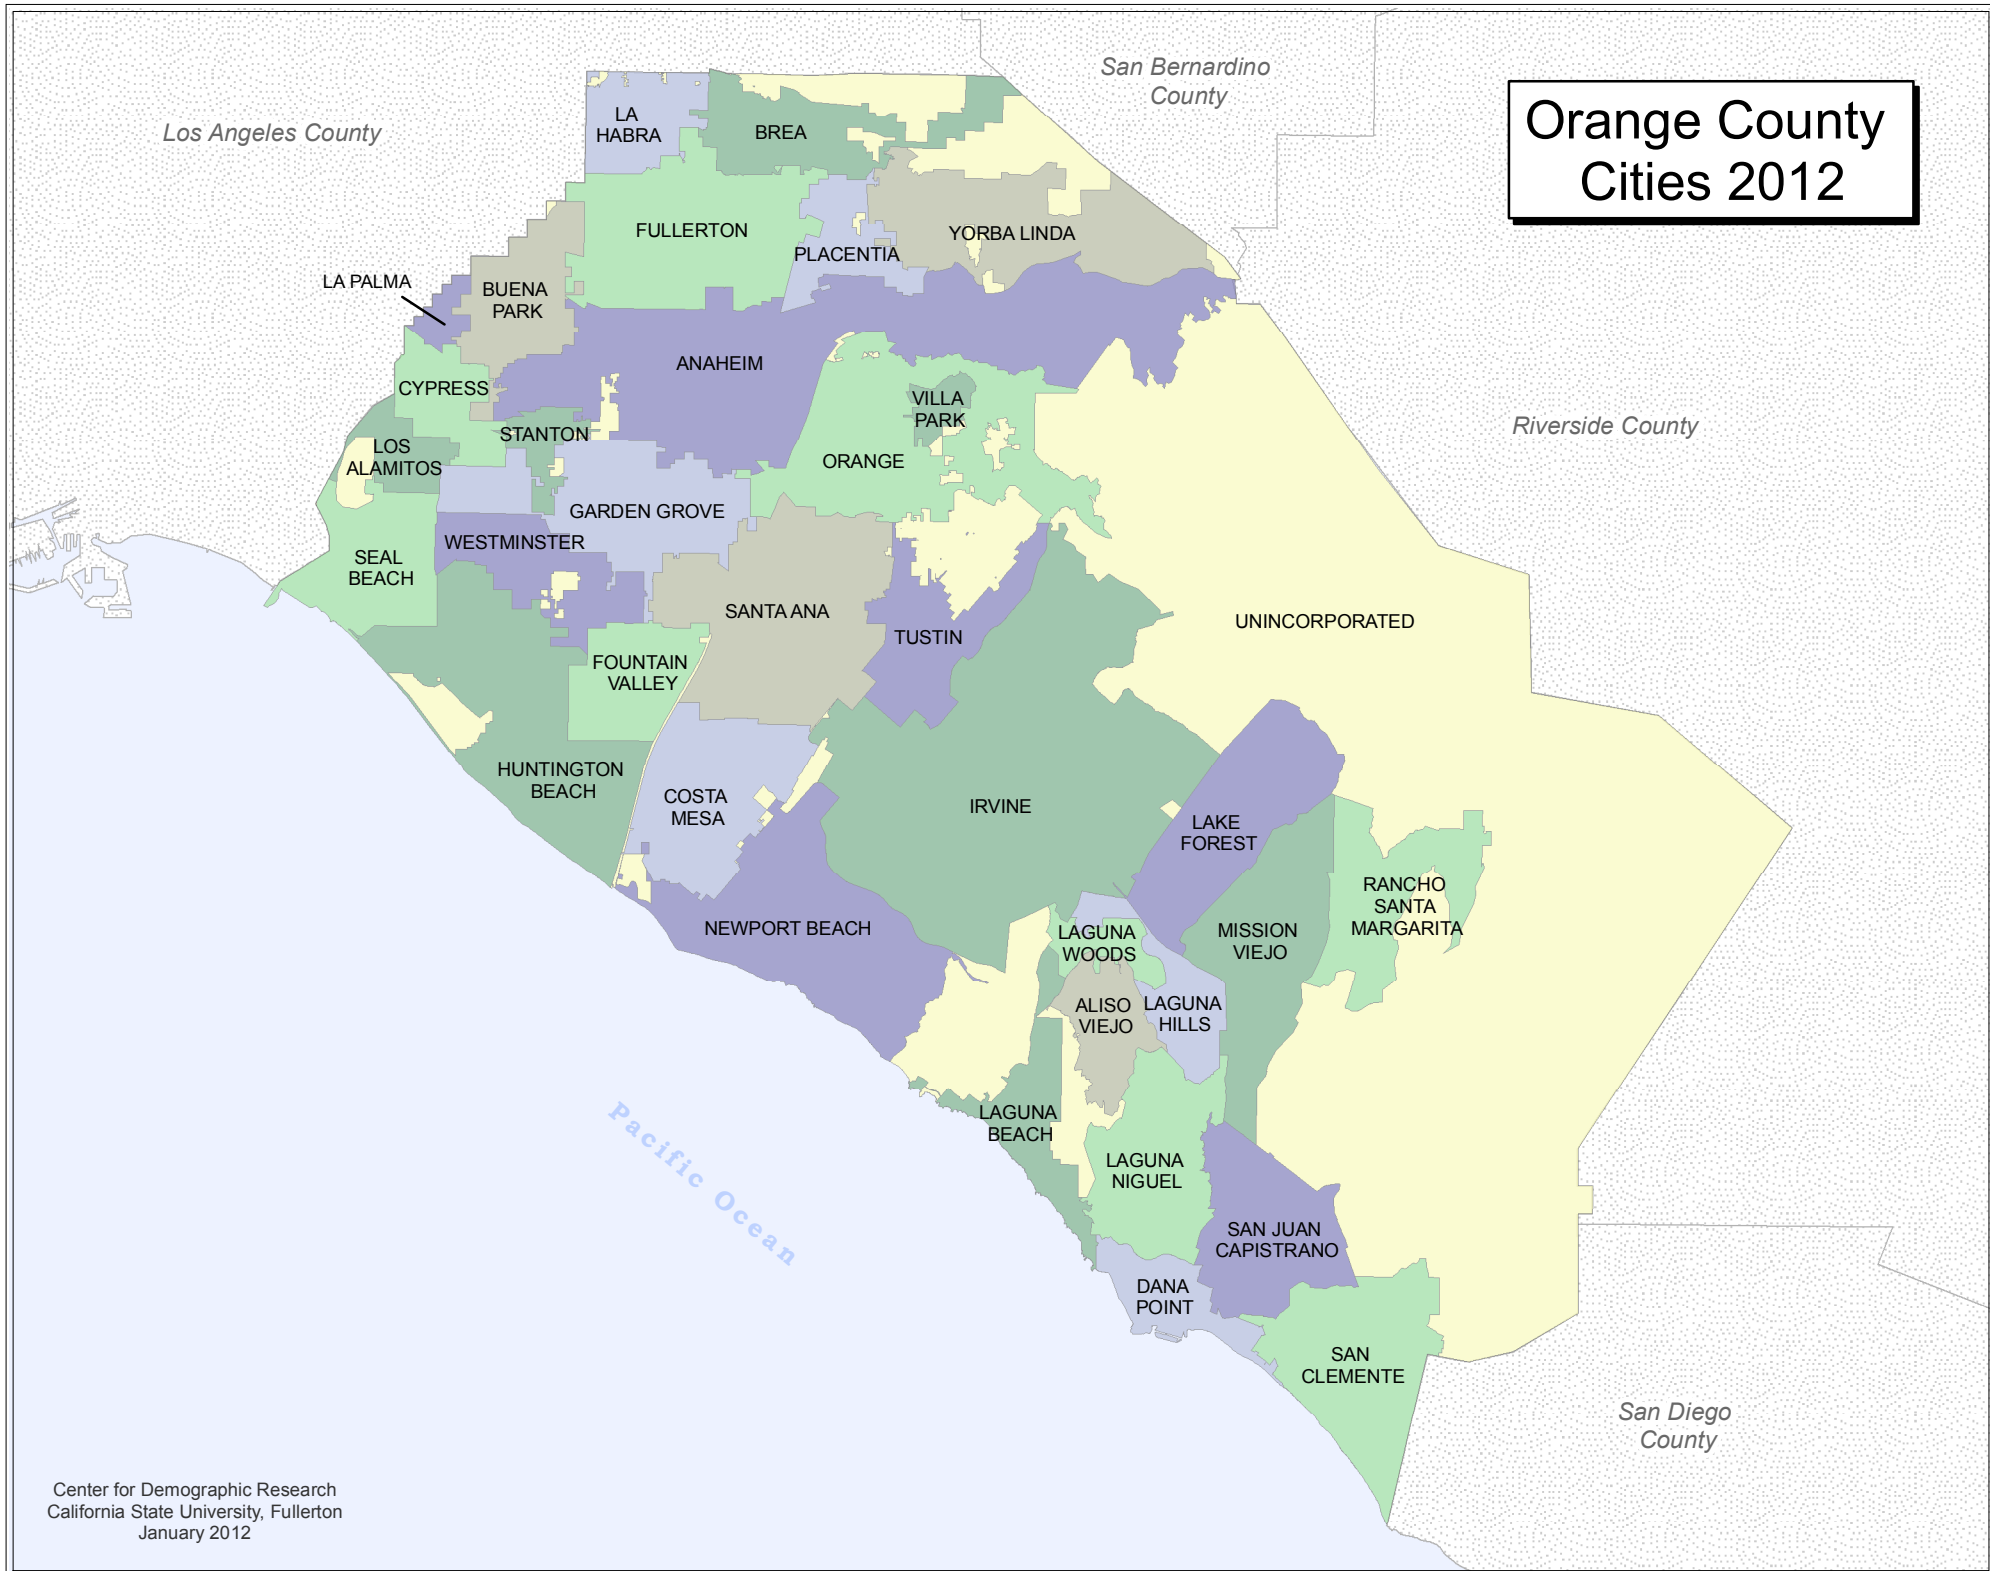 Orange County
Cities 2012
San Bernardino
County
Los Angeles County
LA
HABRA
BREA
FULLERTON
PLACENTIA
YORBA LINDA
LA PALMA
BUENA
PARK
ANAHEIM
CYPRESS
VILLA
PARK
Riverside County
STANTON
LOS
ALAMITOS
ORANGE
GARDEN GROVE
WESTMINSTER
SEAL
BEACH
SANTA ANA
TUSTIN
UNINCORPORATED
FOUNTAIN
VALLEY
HUNTINGTON
BEACH
COSTA
MESA
IRVINE
LAKE
FOREST
RANCHO
SANTA
MARGARITA
NEWPORT BEACH
LAGUNA
WOODS
MISSION
VIEJO
ALISO
VIEJO
LAGUNA
HILLS
LAGUNA
BEACH
LAGUNA
NIGUEL
Pacific Ocean
SAN JUAN
CAPISTRANO
DANA
POINT
SAN
CLEMENTE
San Diego
County
Center for Demographic Research
California State University, Fullerton
January 2012